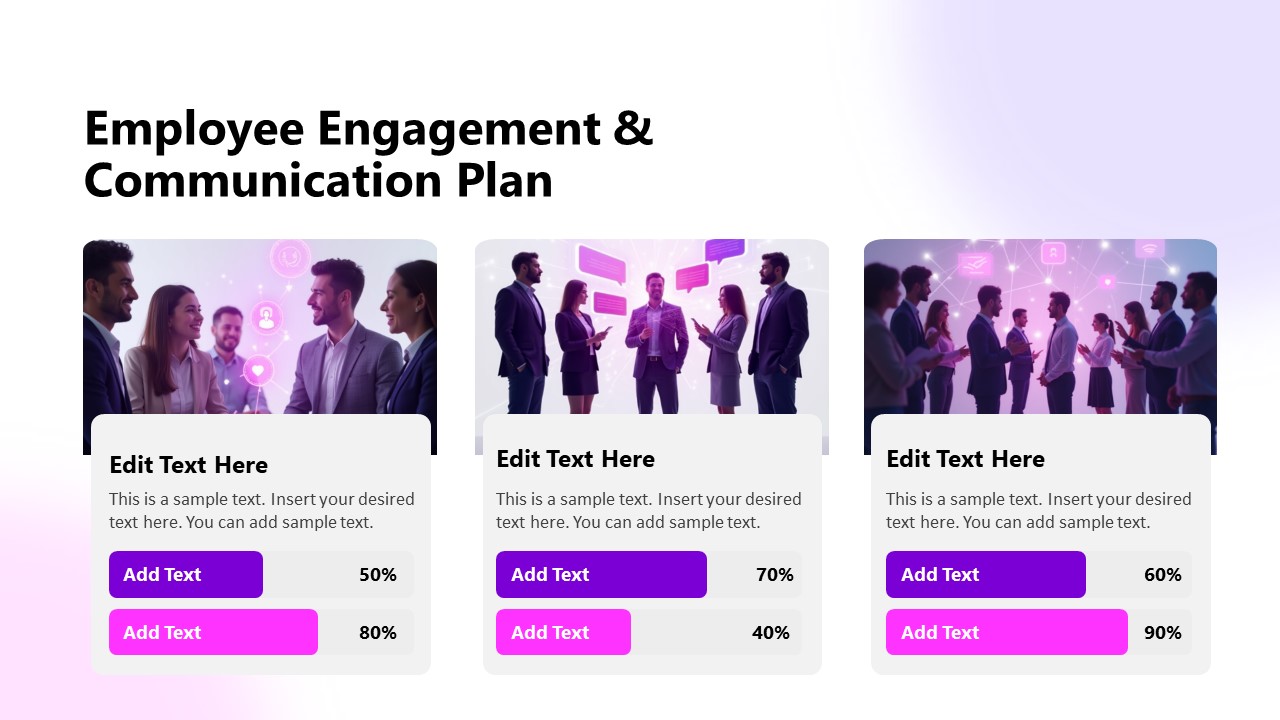 Employee Engagement &
Communication Plan
Edit Text Here
This is a sample text. Insert your desired
text here. You can add sample text.
Add Text 50%
Add Text 80%
Edit Text Here
This is a sample text. Insert your desired
text here. You can add sample text.
Add Text 70%
Add Text 40%
Edit Text Here
This is a sample text. Insert your desired
text here. You can add sample text.
Add Text 60%
Add Text 90%